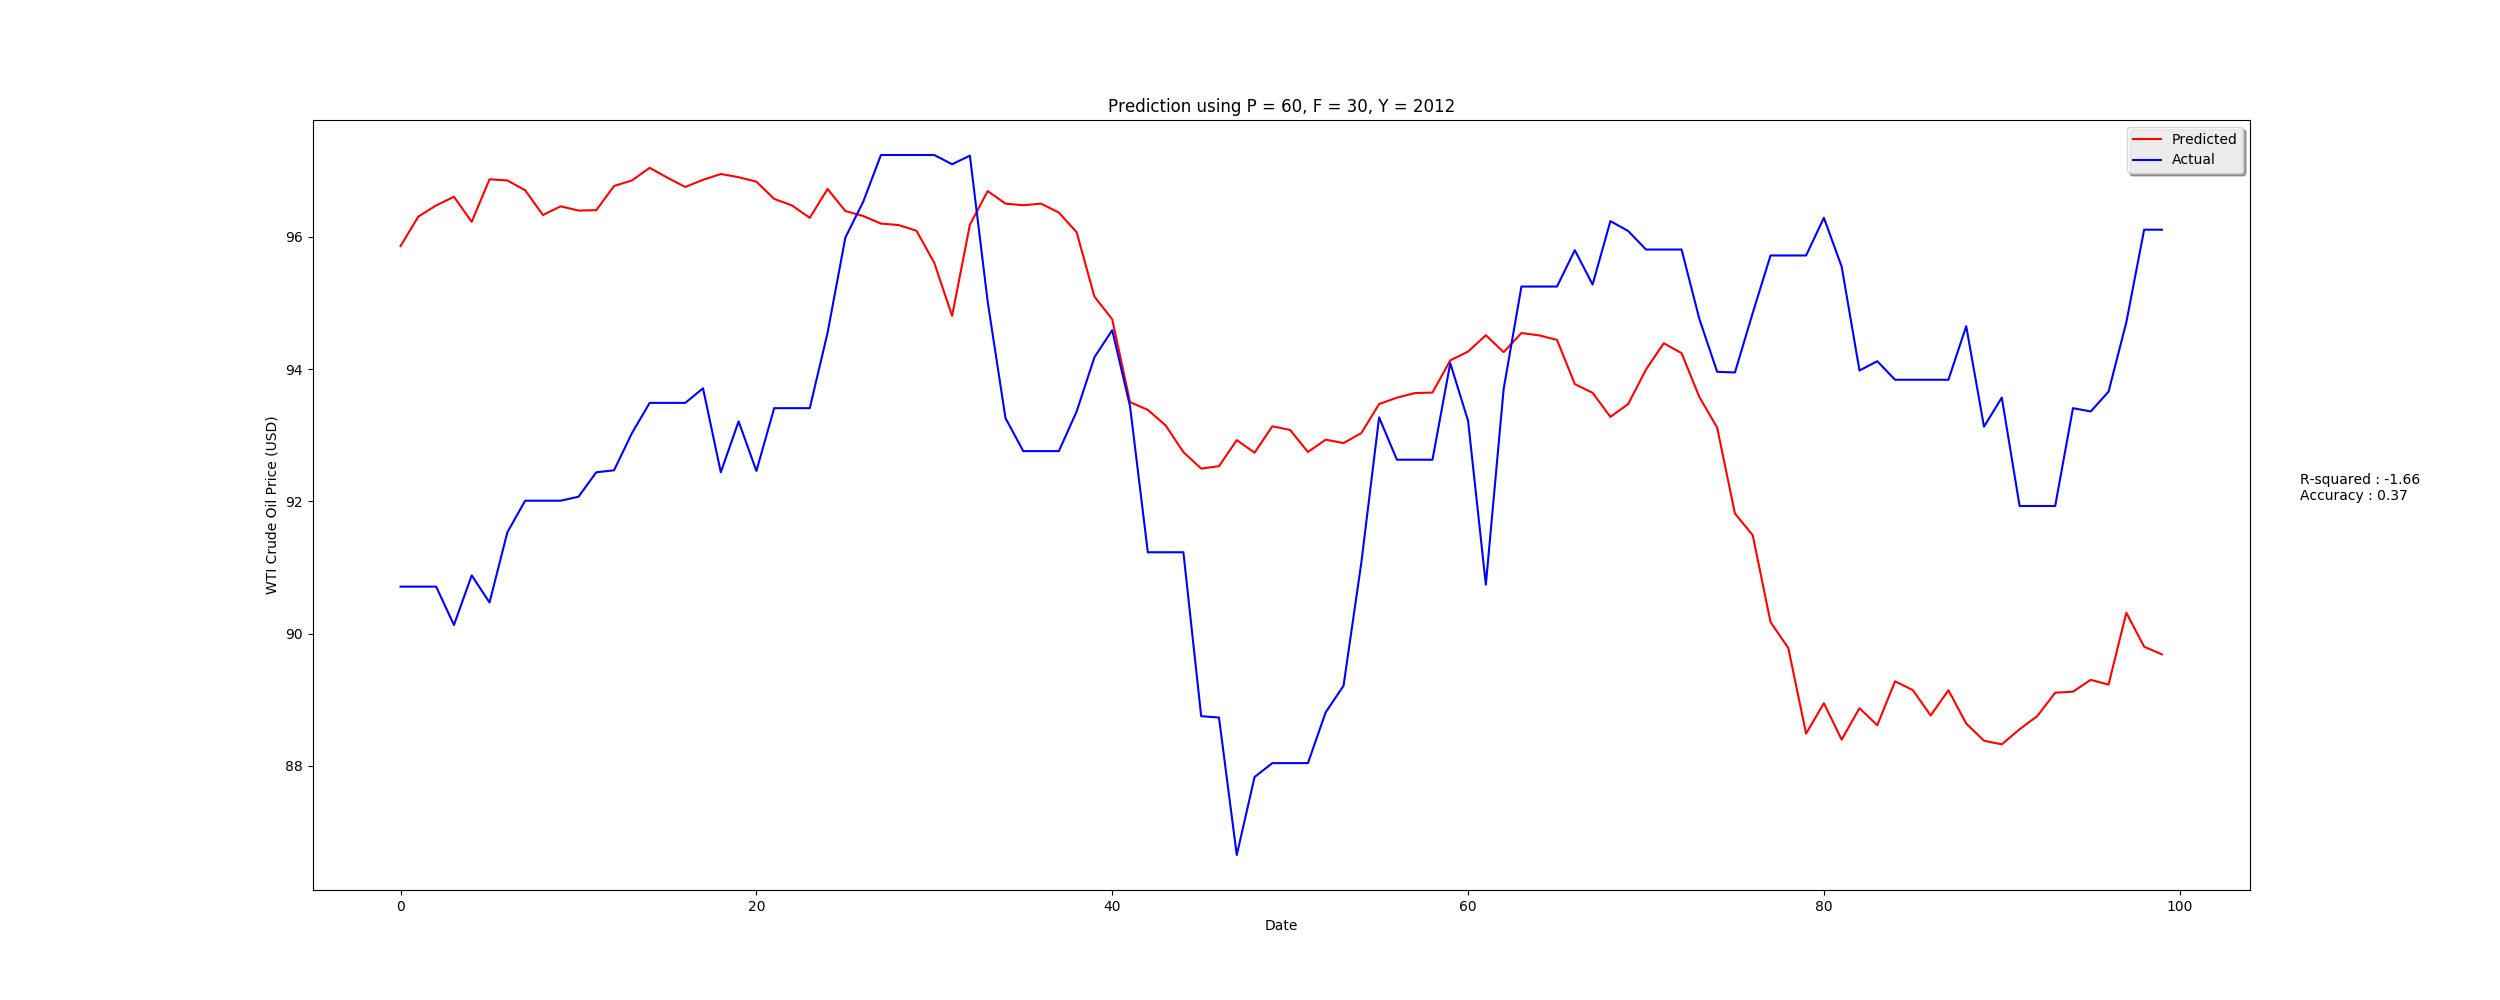 Prediction using P = 60, F = 30, Y = 2012
Predicted
Actual
96
94
92
90
88
WTI Crude Oil Price (USD)
R-squared : -1.66
Accuracy : 0.37
0 20 40 60 80 100
Date